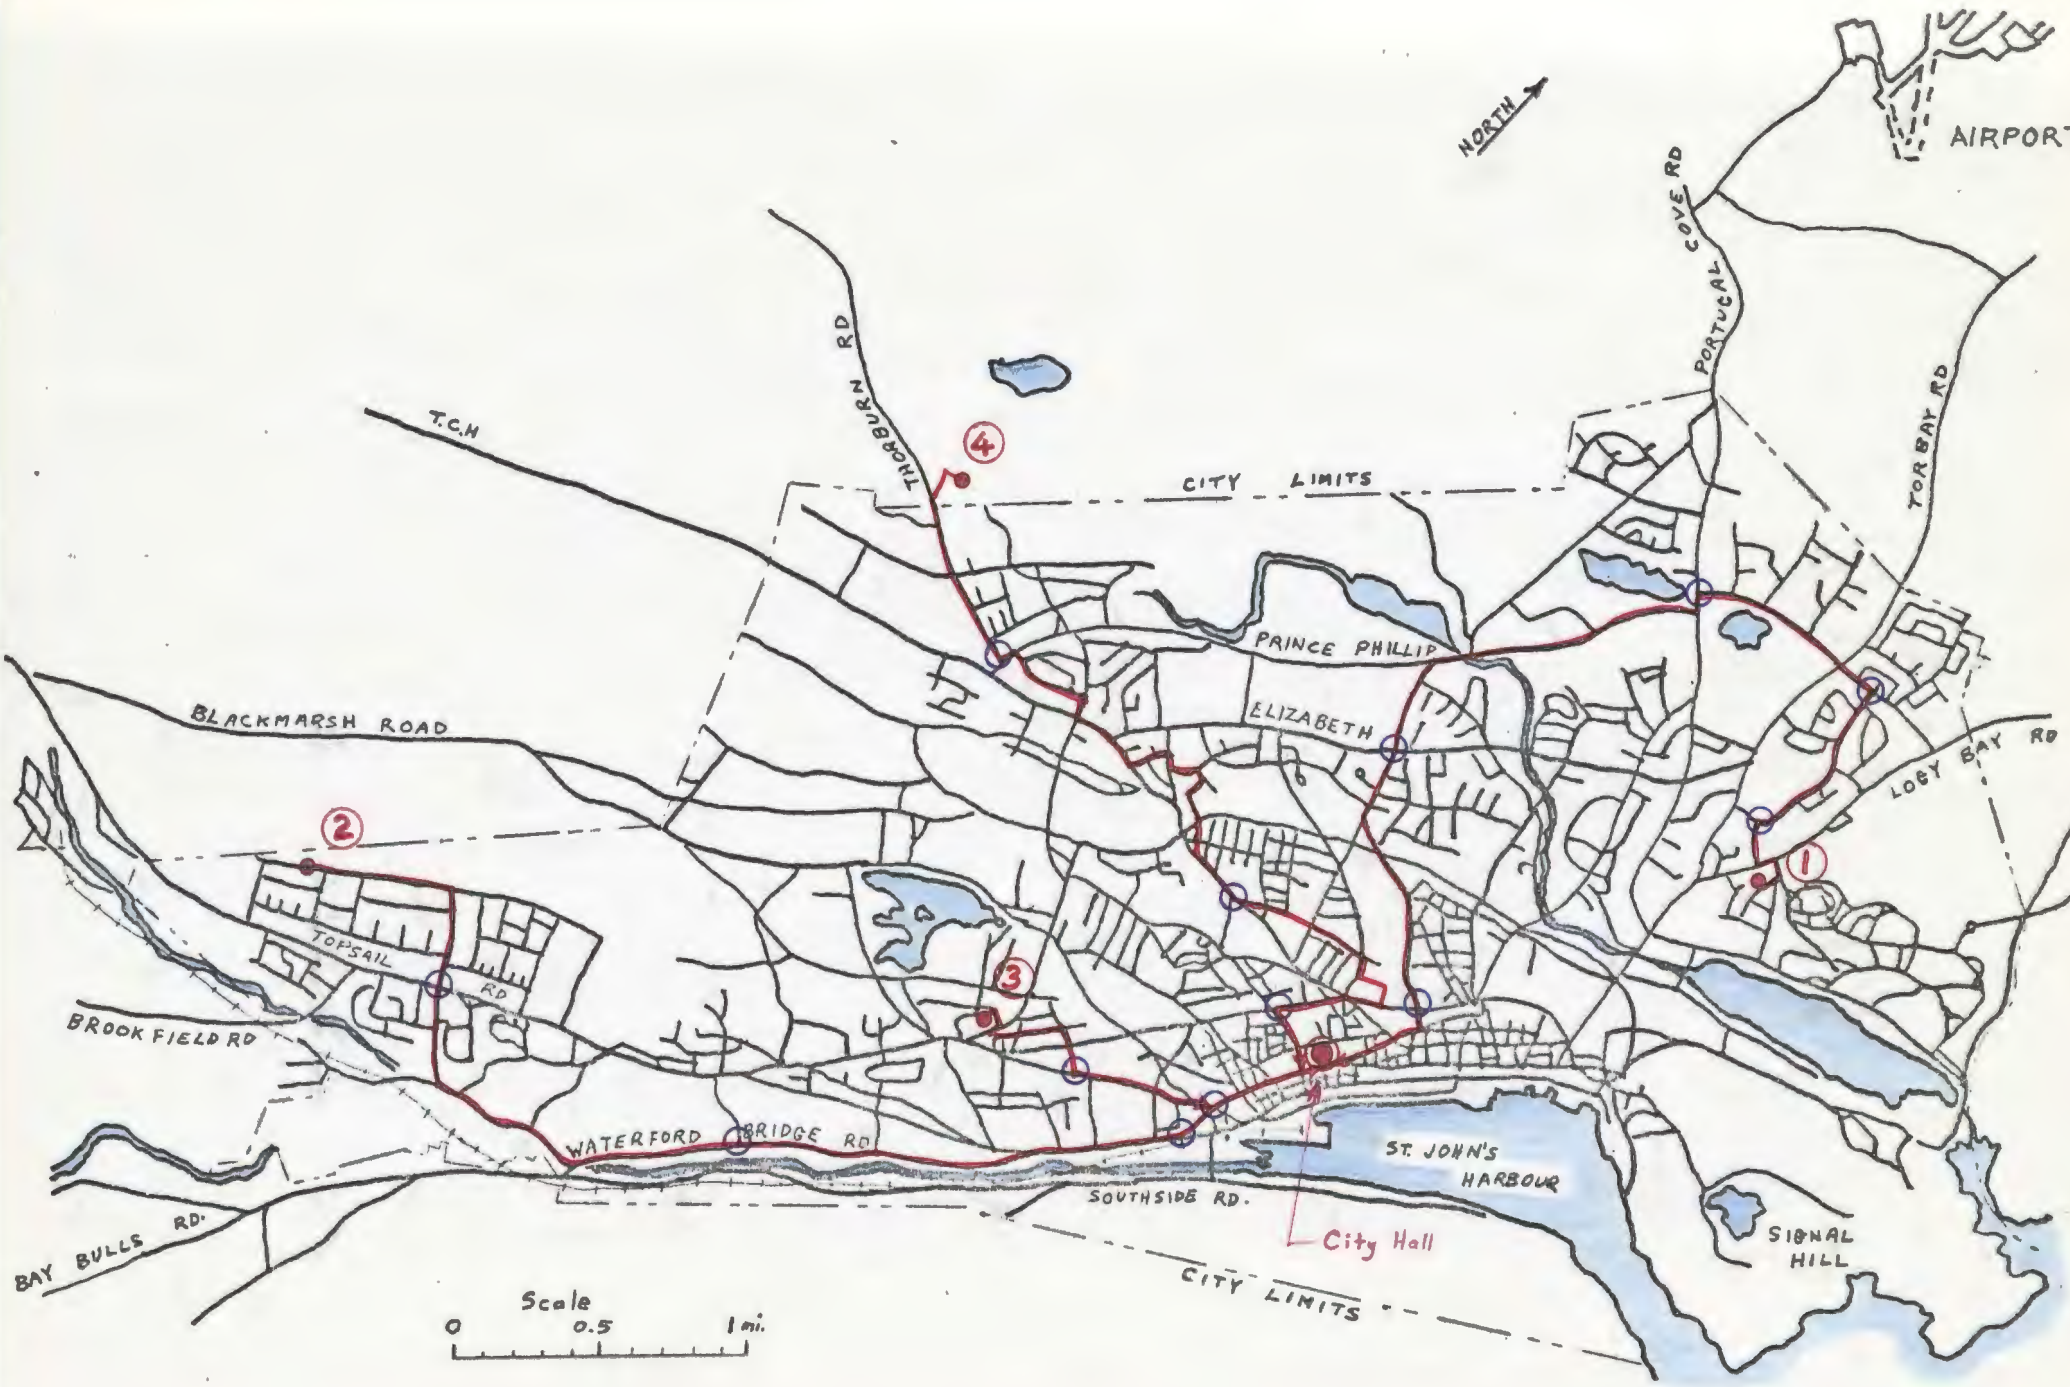 NORTH
AIRPORT
PORTUGAL COVE RD
THORBURN RD
T.C.H
4
CITY LIMITS
TORBAY RD
PRINCE PHILLIP
ELIZABETH
BLACKMARSH ROAD
LOGY BAY RD
2
1
TOPSAIL RD
3
BROOKFIELD RD
WATERFORD BRIDGE RD
ST. JOHN'S
HARBOUR
SOUTHSIDE RD.
BAY BULLS RD.
City Hall
SIGNAL
HILL
CITY LIMITS
Scale
0 0.5 1 mi.